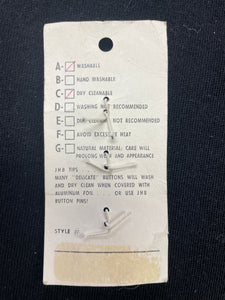 A- WASHABLE
B- HAND WASHABLE
C- DRY CLEANABLE
D- WASHING NOT RECOMMENDED
E- DRY CLEANING NOT RECOMMENDED
F- AVOID EXCESSIVE HEAT
G- NATURAL MATERIAL: CARE WILL
PROLONG WEAR AND APPEARANCE
JHB TIPS
MANY "DELICATE" BUTTONS WILL WASH
AND DRY CLEAN WHEN COVERED WITH
ALUMINUM FOIL ... OR USE JHB
BUTTON PINS!
STYLE #